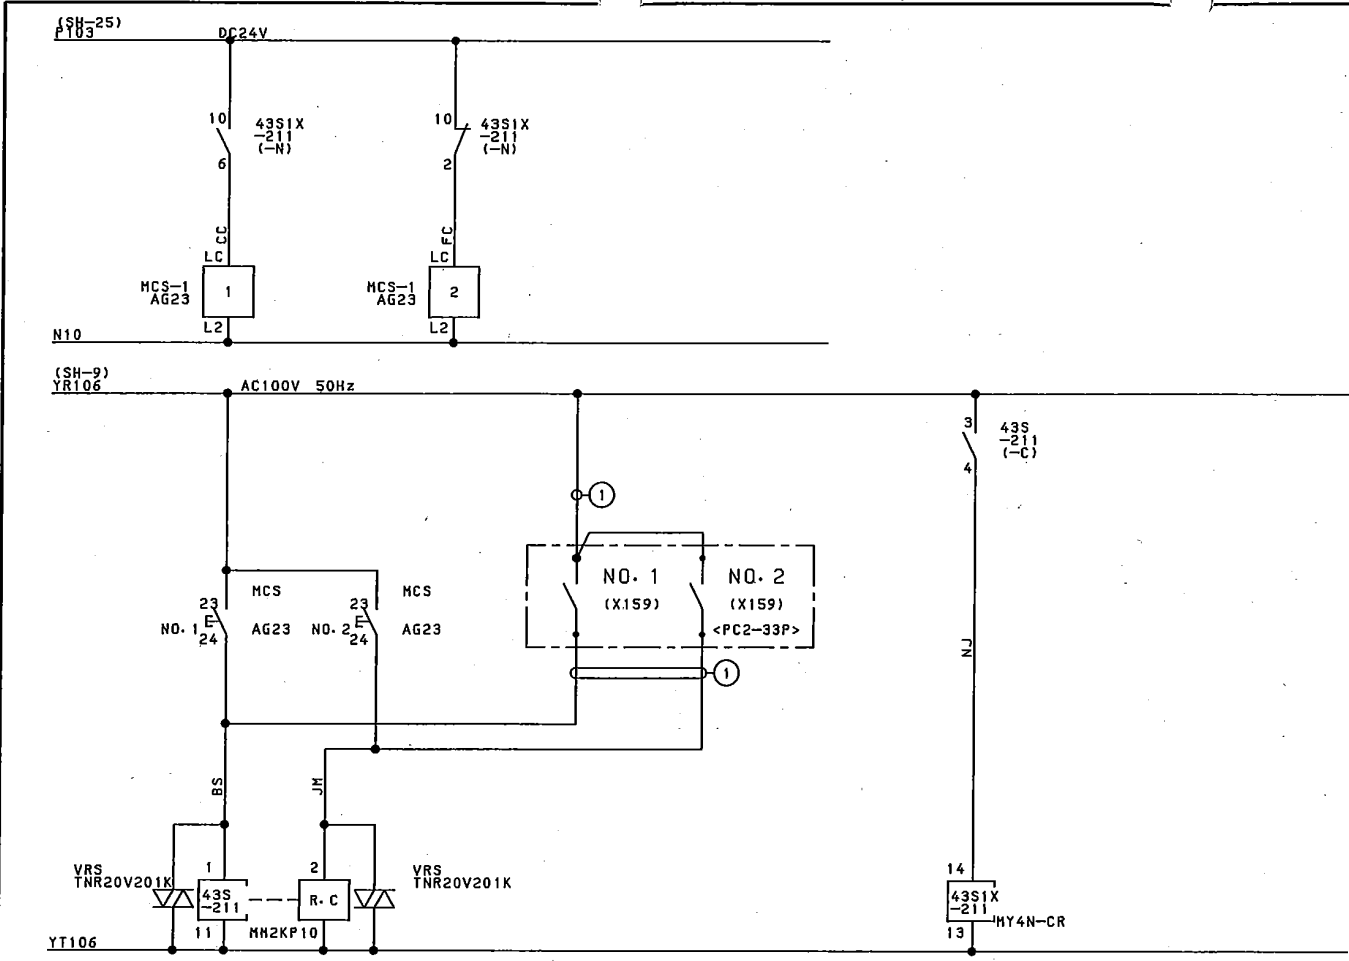 (SH-25)
P103
DC24V
10
43S1X
-211
(-N)
6
10
43S1X
-211
(-N)
2
CC
LC
MCS-1
AG23
1
L2
FC
LC
MCS-1
AG23
2
L2
N10
(SH-9)
YR106
AC100V 50Hz
3
43S
-211
(-C)
4
1
NO. 1
(X159)
NO. 2
(X159)
<PC2-33P>
MCS
23
NO. 1
AG23
24
MCS
23
NO. 2
AG23
24
NJ
1
BS
JM
VRS
TNR20V201K
1
43S
-211
11
2
R.C
MM2KP10
VRS
TNR20V201K
14
43S1X
-211
MY4N-CR
13
YT106